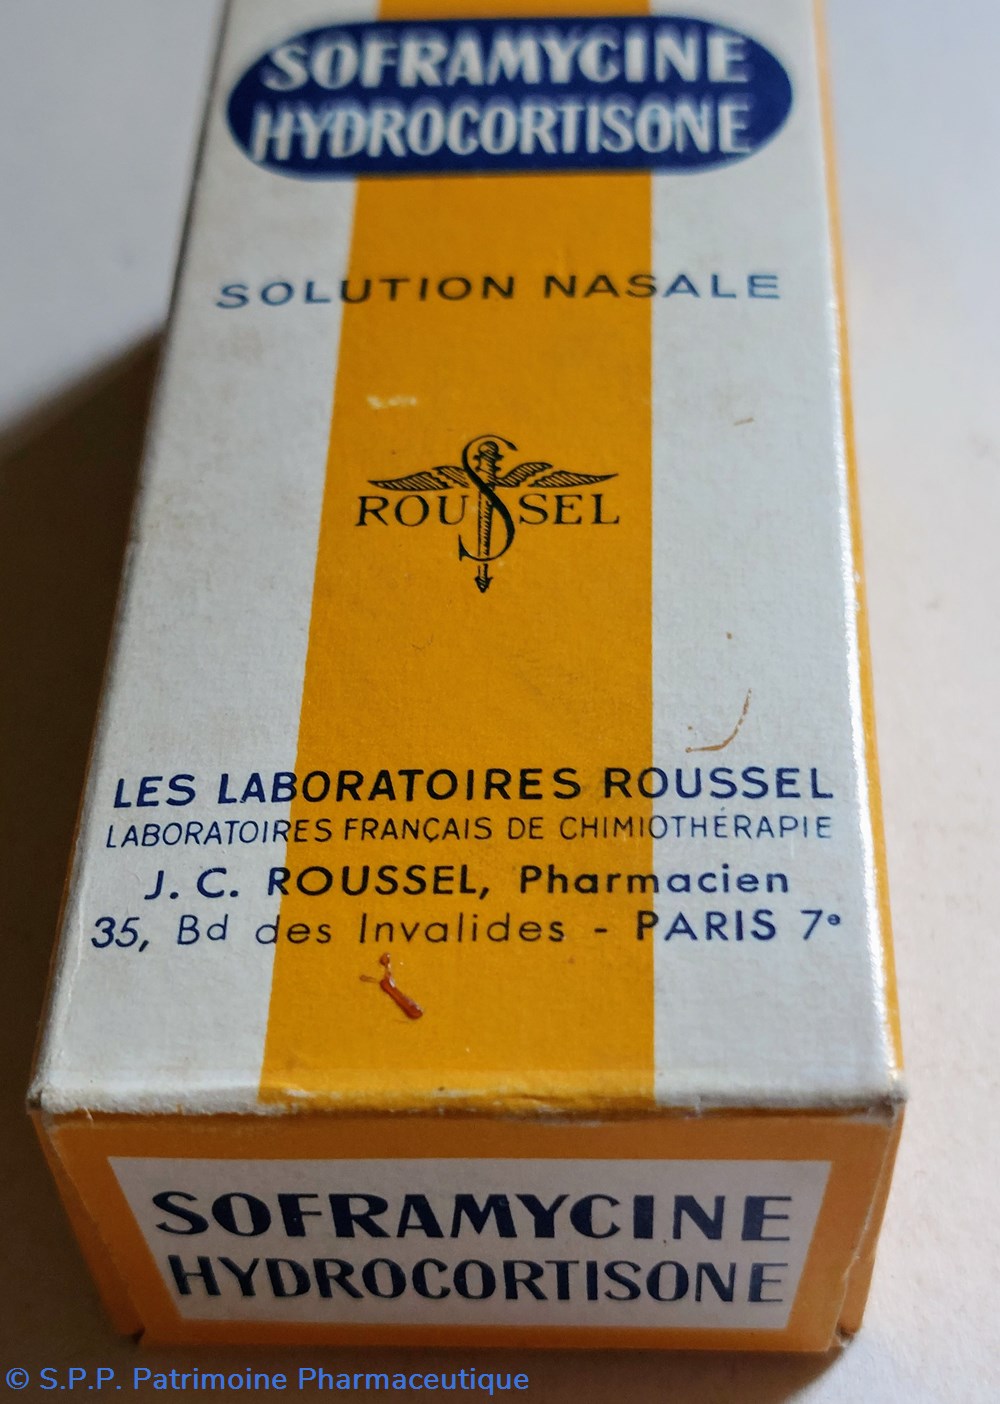 SOFRAMYCINE
HYDROCORTISONE
SOLUTION NASALE
ROUSSEL
LES LABORATOIRES ROUSSEL
LABORATOIRES FRANÇAIS DE CHIMIOTHÉRAPIE
J. C. ROUSSEL, Pharmacien
35, Bd des Invalides - PARIS 7e
SOFRAMYCINE
HYDROCORTISONE
© S.P.P. Patrimoine Pharmaceutique